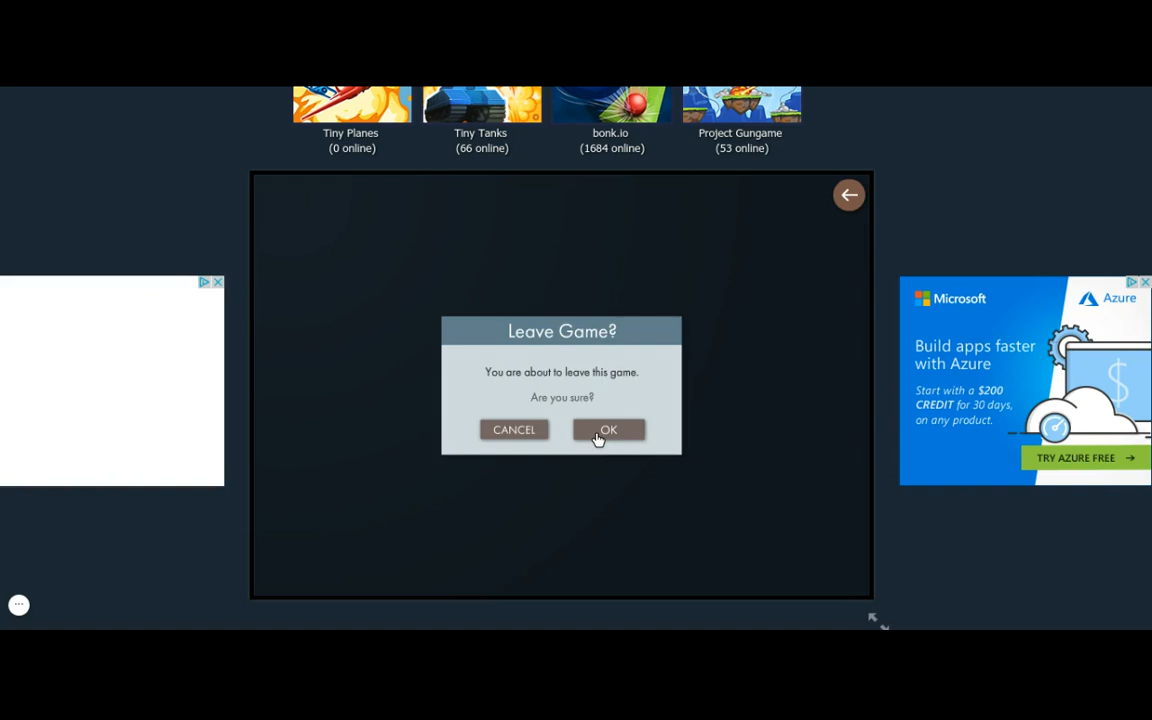 Tiny Planes
(0 online)
Tiny Tanks
(66 online)
bonk.io
(1684 online)
Project Gungame
(53 online)
Leave Game?
You are about to leave this game.
Are you sure?
CANCEL
OK
Microsoft
Azure
Build apps faster
with Azure
Start with a $200
CREDIT for 30 days,
on any product.
$
TRY AZURE FREE →